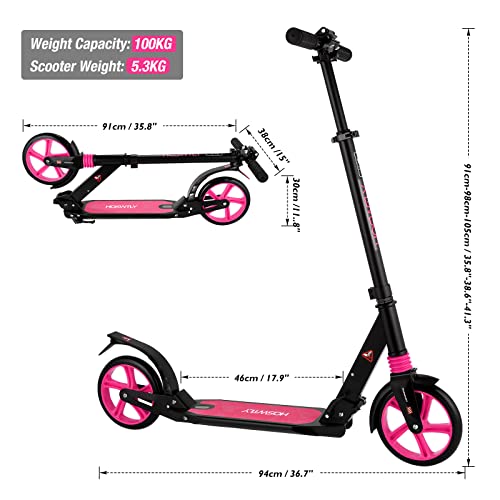 Weight Capacity: 100KG
Scooter Weight: 5.3KG
91cm / 35.8"
38cm / 15"
30cm / 11..8"
HOSWTLY
91cm-98cm-105cm / 35.8"-38.6"-41.3"
46cm / 17.9"
HOSWTLY
94cm / 36.7"